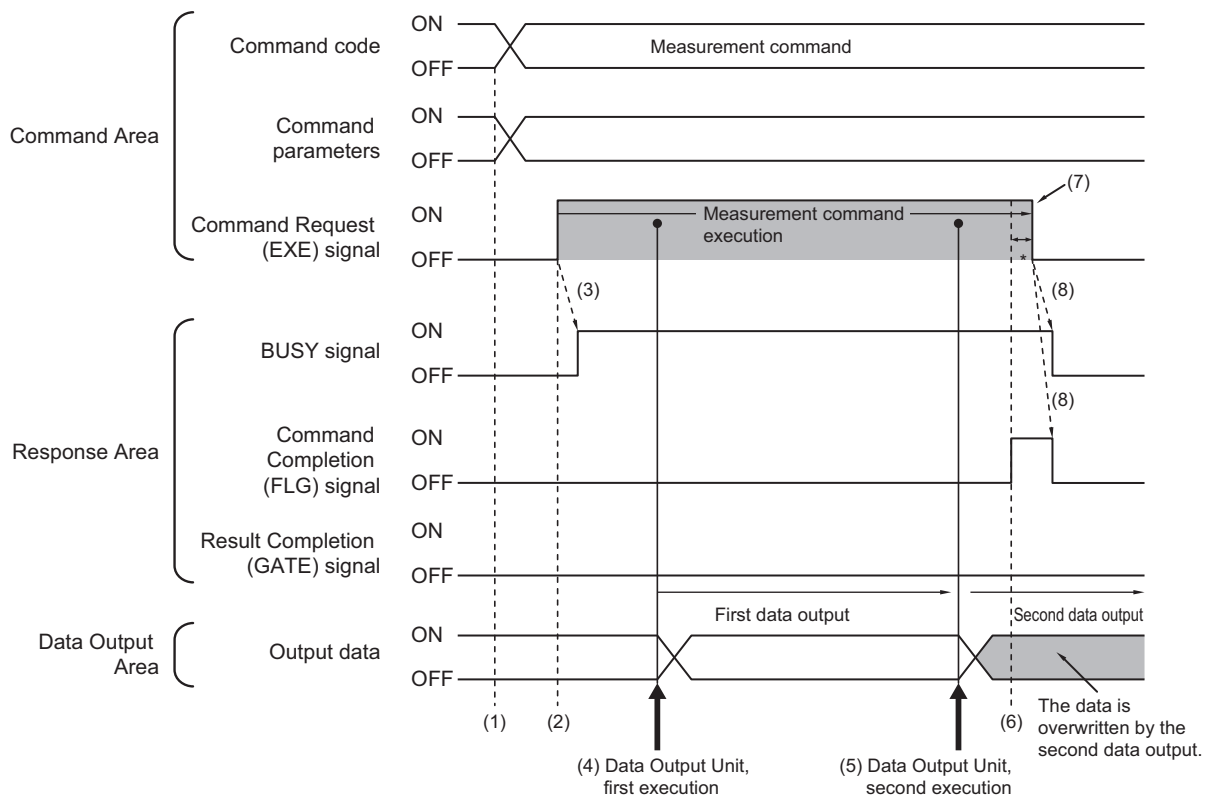 Command Area
Command code
ON
OFF
Measurement command
Command
parameters
ON
OFF
Command Request
(EXE) signal
ON
OFF
Measurement command
execution
(7)
*
(3)
(8)
Response Area
BUSY signal
ON
OFF
(8)
Command
Completion
(FLG) signal
ON
OFF
Result Completion
(GATE) signal
ON
OFF
First data output
Second data output
Data Output
Area
Output data
ON
OFF
(1)
(2)
(6)
The data is
overwritten by the
second data output.
(4) Data Output Unit,
first execution
(5) Data Output Unit,
second execution